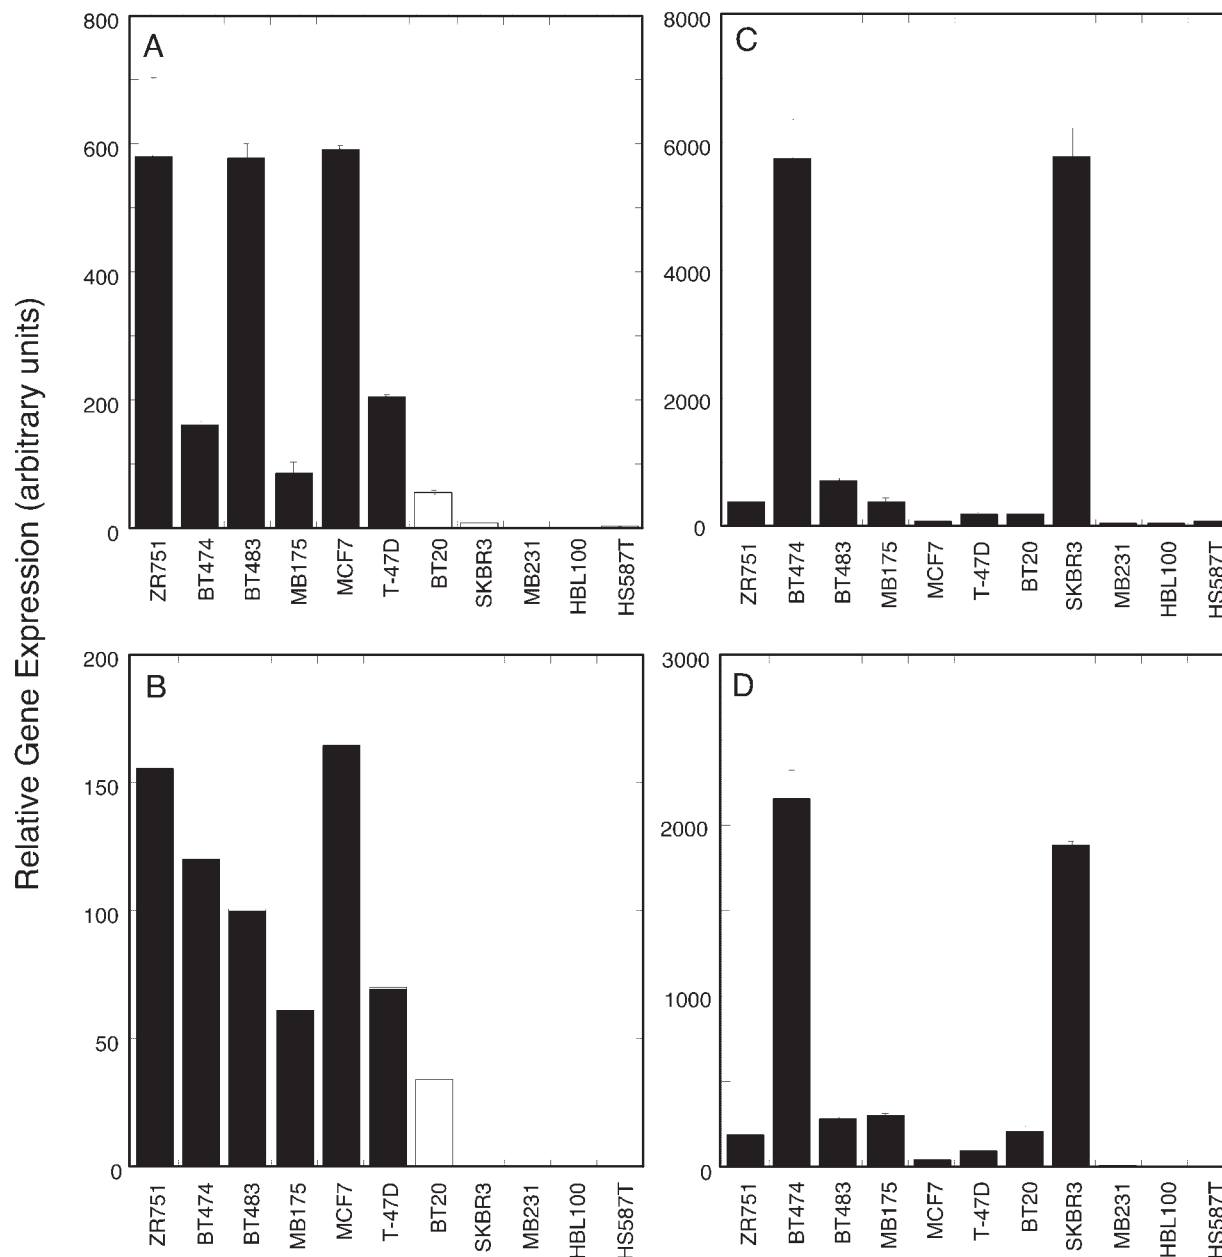 Relative Gene Expression (arbitrary units)
A
800
600
400
200
0
ZR751
BT474
BT483
MB175
MCF7
T-47D
BT20
SKBR3
MB231
HBL100
HS587T
C
8000
6000
4000
2000
0
ZR751
BT474
BT483
MB175
MCF7
T-47D
BT20
SKBR3
MB231
HBL100
HS587T
B
200
150
100
50
0
ZR751
BT474
BT483
MB175
MCF7
T-47D
BT20
SKBR3
MB231
HBL100
HS587T
D
3000
2000
1000
0
ZR751
BT474
BT483
MB175
MCF7
T-47D
BT20
SKBR3
MB231
HBL100
HS587T